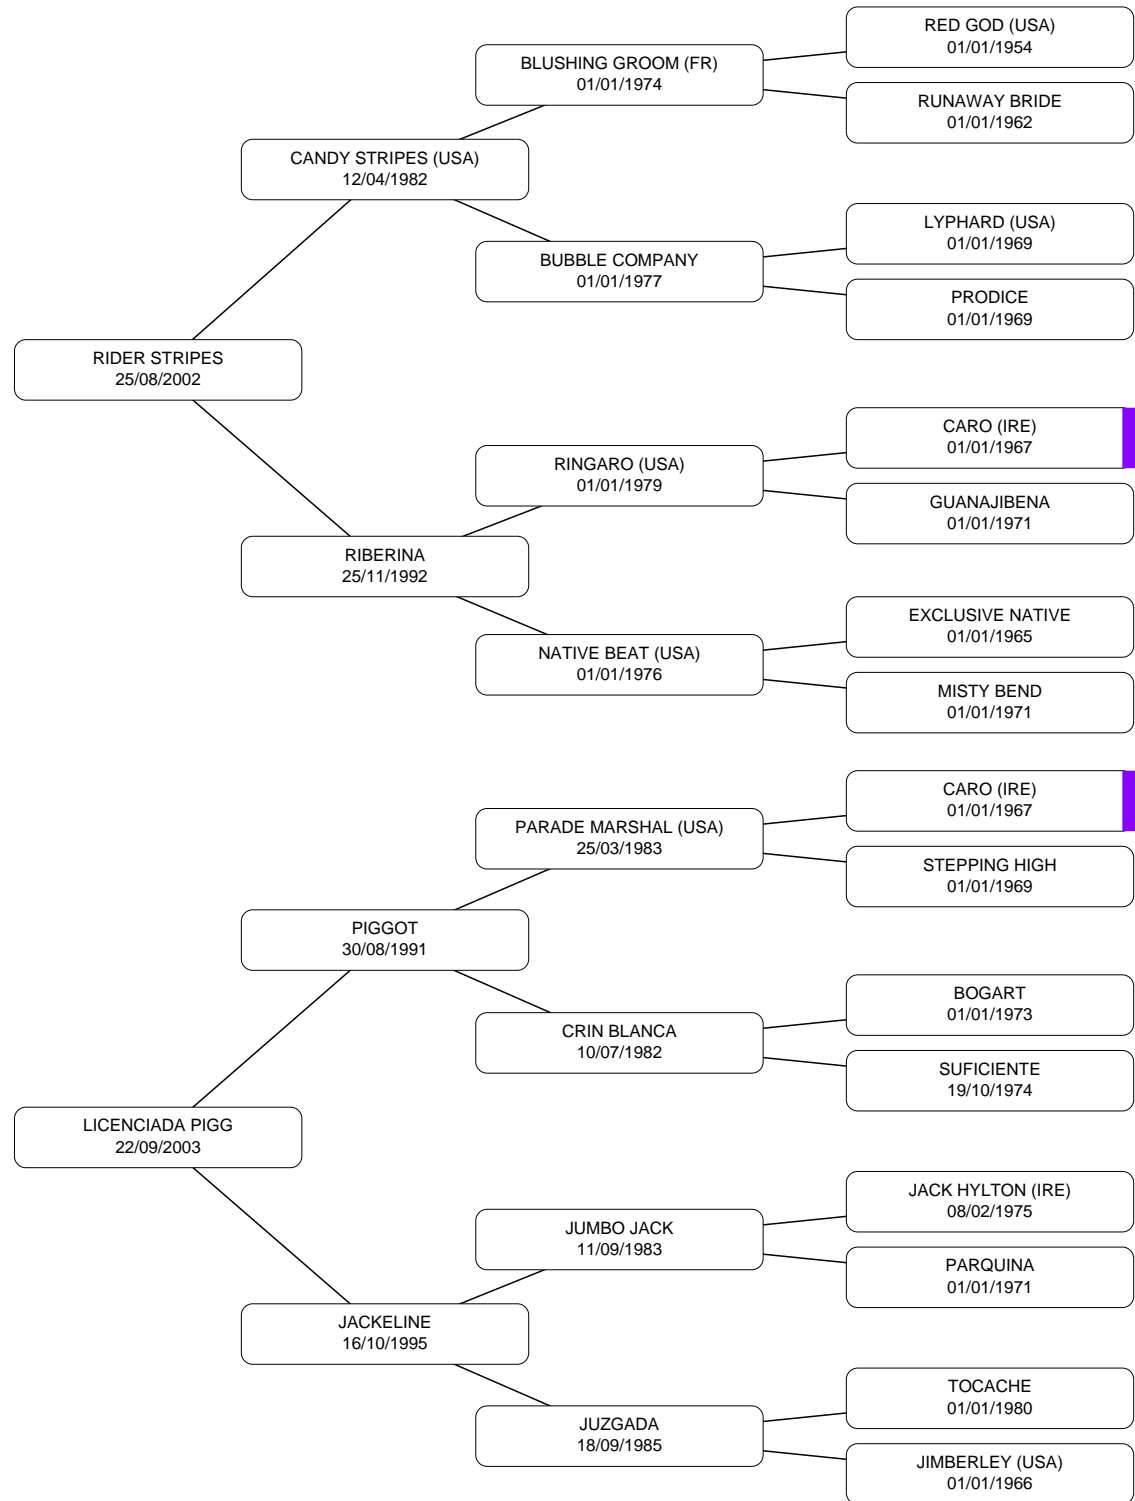 RED GOD (USA)
01/01/1954
BLUSHING GROOM (FR)
01/01/1974
RUNAWAY BRIDE
01/01/1962
CANDY STRIPES (USA)
12/04/1982
LYPHARD (USA)
01/01/1969
BUBBLE COMPANY
01/01/1977
PRODICE
01/01/1969
RIDER STRIPES
25/08/2002
CARO (IRE)
01/01/1967
RINGARO (USA)
01/01/1979
GUANAJIBENA
01/01/1971
RIBERINA
25/11/1992
EXCLUSIVE NATIVE
01/01/1965
NATIVE BEAT (USA)
01/01/1976
MISTY BEND
01/01/1971
CARO (IRE)
01/01/1967
PARADE MARSHAL (USA)
25/03/1983
STEPPING HIGH
01/01/1969
PIGGOT
30/08/1991
BOGART
01/01/1973
CRIN BLANCA
10/07/1982
SUFICIENTE
19/10/1974
LICENCIADA PIGG
22/09/2003
JACK HYLTON (IRE)
08/02/1975
JUMBO JACK
11/09/1983
PARQUINA
01/01/1971
JACKELINE
16/10/1995
TOCACHE
01/01/1980
JUZGADA
18/09/1985
JIMBERLEY (USA)
01/01/1966